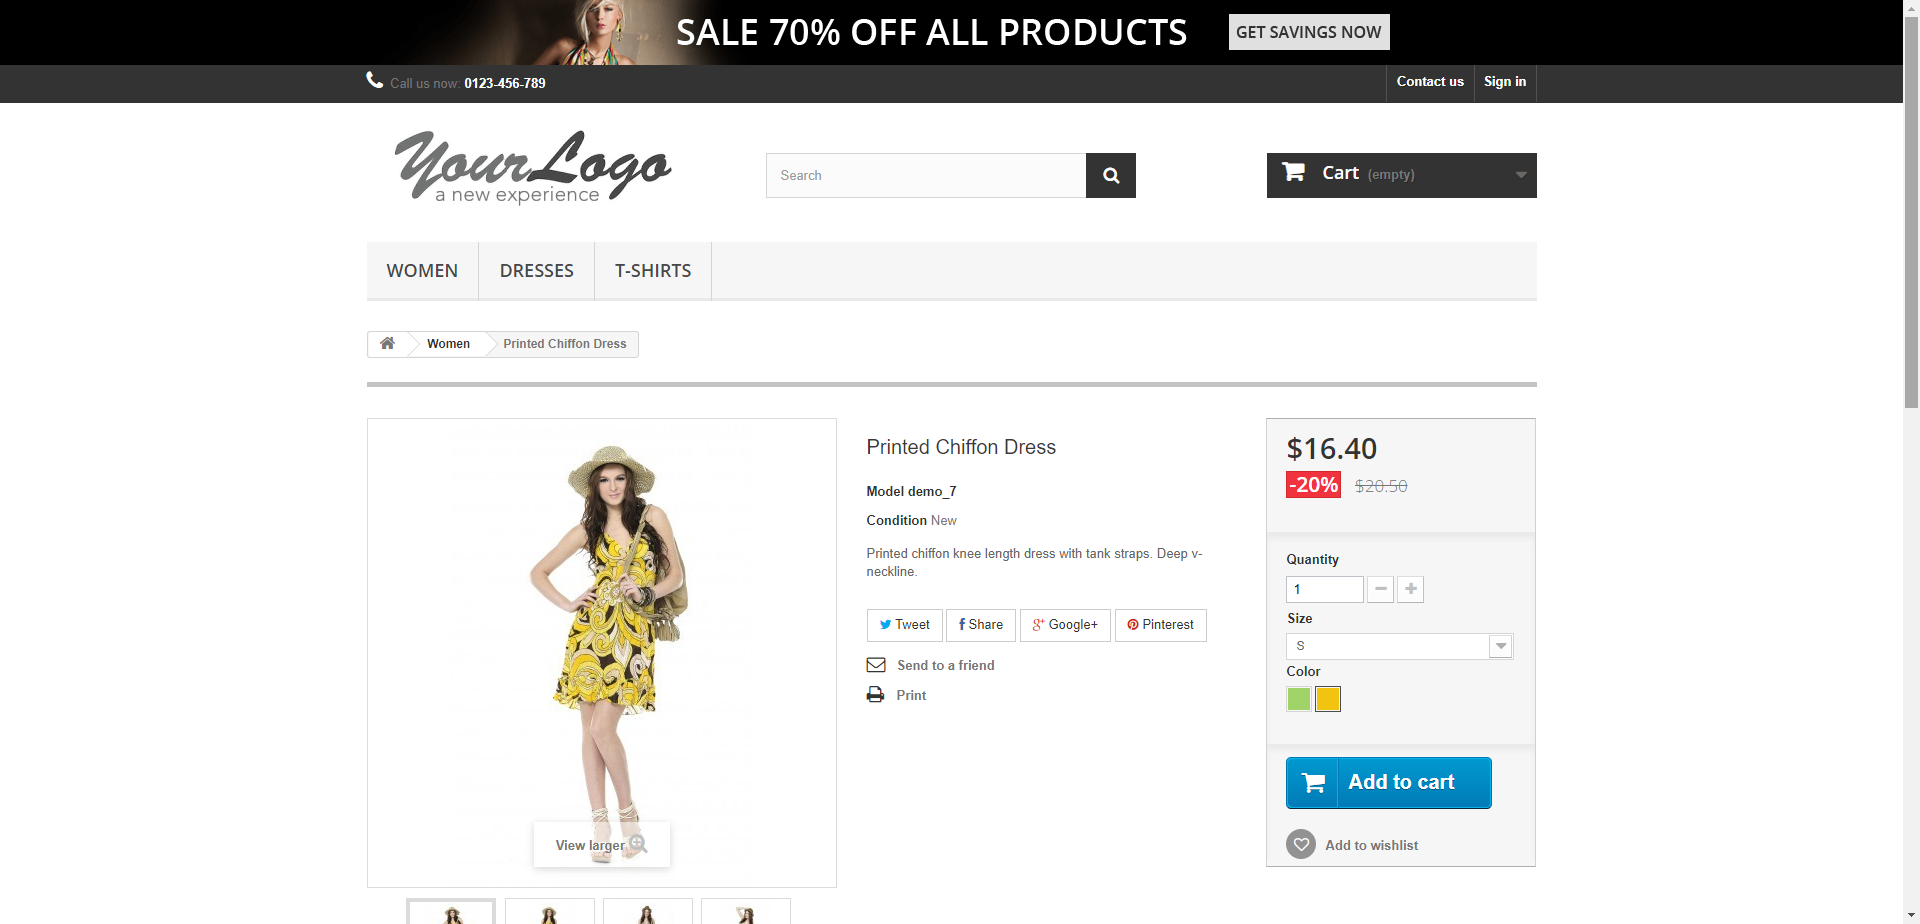 SALE 70% OFF ALL PRODUCTS GET SAVINGS NOW
Call us now: 0123-456-789 Contact us Sign in
YourLogo
a new experience
Search
Cart (empty)
WOMEN DRESSES T-SHIRTS
Women Printed Chiffon Dress
Printed Chiffon Dress
Model demo_7
Condition New
Printed chiffon knee length dress with tank straps. Deep v-
neckline.
Tweet Share Google+ Pinterest
Send to a friend
Print
View larger
$16.40
-20% $20.50
Quantity
1
Size
S
Color
Add to cart
Add to wishlist